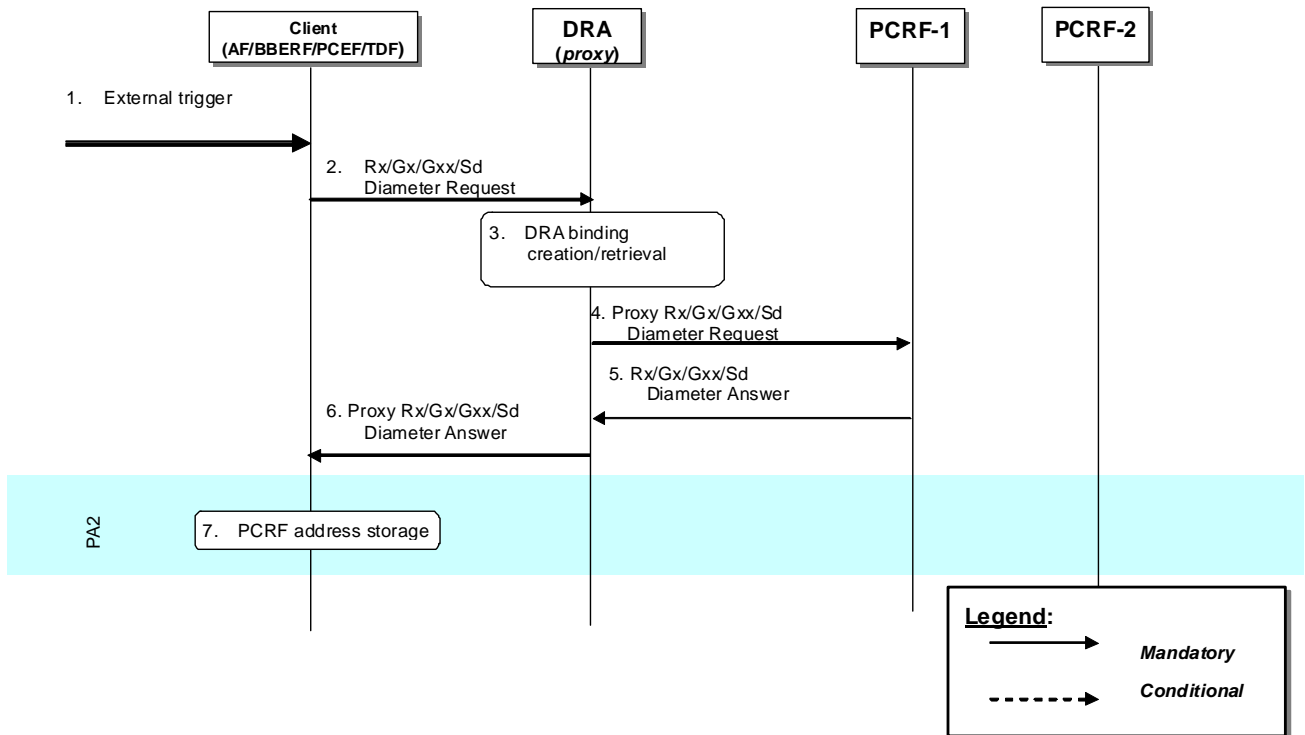 Client
(AF/BBERF/PCEF/TDF)
DRA
(proxy)
PCRF-1
PCRF-2
1. External trigger
2. Rx/Gx/Gxx/Sd
Diameter Request
3. DRA binding
creation/retrieval
4. Proxy Rx/Gx/Gxx/Sd
Diameter Request
5. Rx/Gx/Gxx/Sd
Diameter Answer
6. Proxy Rx/Gx/Gxx/Sd
Diameter Answer
PA2
7. PCRF address storage
Legend:
Mandatory
Conditional